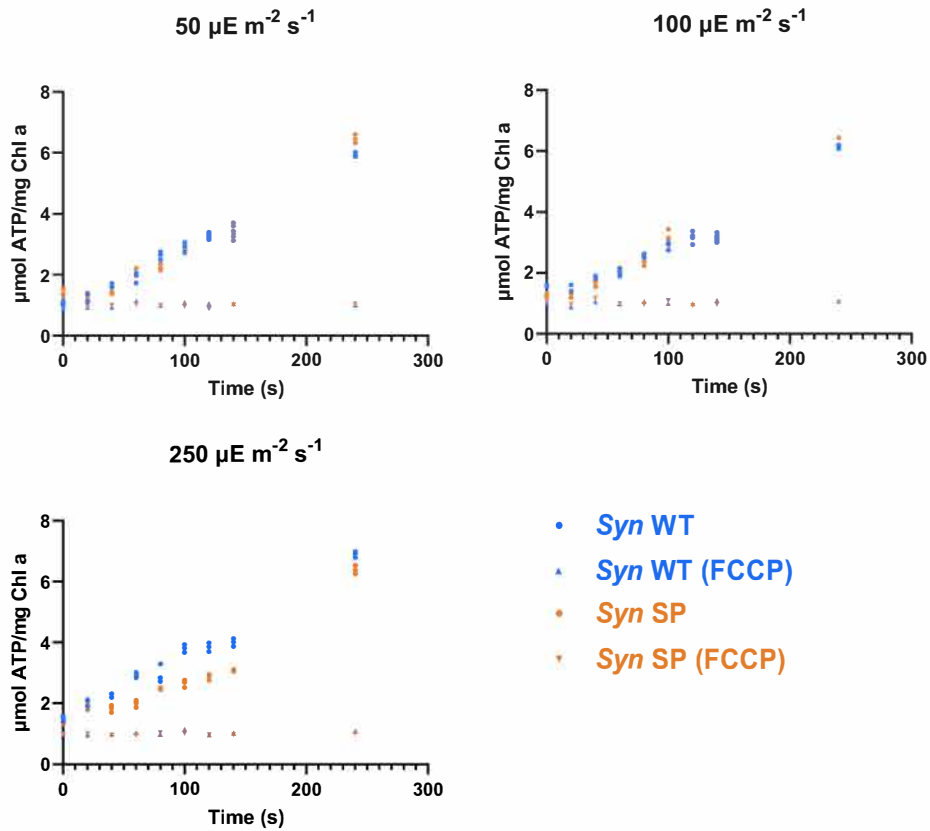 50 µE m⁻² s⁻¹
µmol ATP/mg Chl a
8
6
4
2
0
0 100 200 300
Time (s)
100 µE m⁻² s⁻¹
µmol ATP/mg Chl a
8
6
4
2
0
0 100 200 300
Time (s)
250 µE m⁻² s⁻¹
µmol ATP/mg Chl a
8
6
4
2
0
0 100 200 300
Time (s)
Syn WT
Syn WT (FCCP)
Syn SP
Syn SP (FCCP)